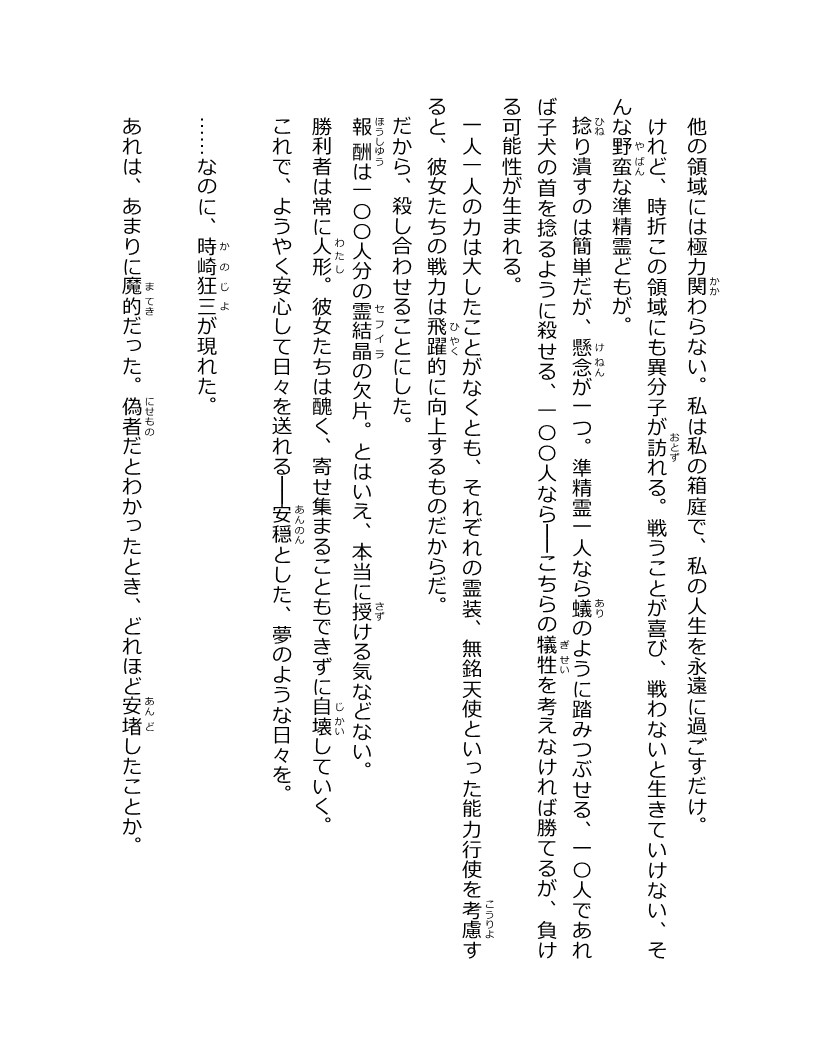 他の領域には極力関わらない。私は私の箱庭で、私の人生を永遠に過ごすだけ。
けれど、時折この領域にも異分子が訪れる。戦うことが喜び、戦わないと生きていけない、そ
んな野蛮な準精霊どもが。
捻り潰すのは簡単だが、懸念が一つ。準精霊一人なら蟻のように踏みつぶせる、一〇人であれ
ば子犬の首を捻るように殺せる、一〇〇人なら――こちらの犠牲を考えなければ勝てるが、負け
る可能性が生まれる。
一人一人の力は大したことがなくとも、それぞれの霊装、無銘天使といった能力行使を考慮す
ると、彼女たちの戦力は飛躍的に向上するものだからだ。
だから、殺し合わせることにした。
報酬は一〇〇人分の霊結晶の欠片。とはいえ、本当に授ける気などない。
勝利者は常に人形。彼女たちは醜く、寄せ集まることもできずに自壊していく。
これで、ようやく安心して日々を送れる――安穏とした、夢のような日々を。
……なのに、時崎狂三が現れた。
あれは、あまりに魔的だった。偽者だとわかったとき、どれほど安堵したことか。